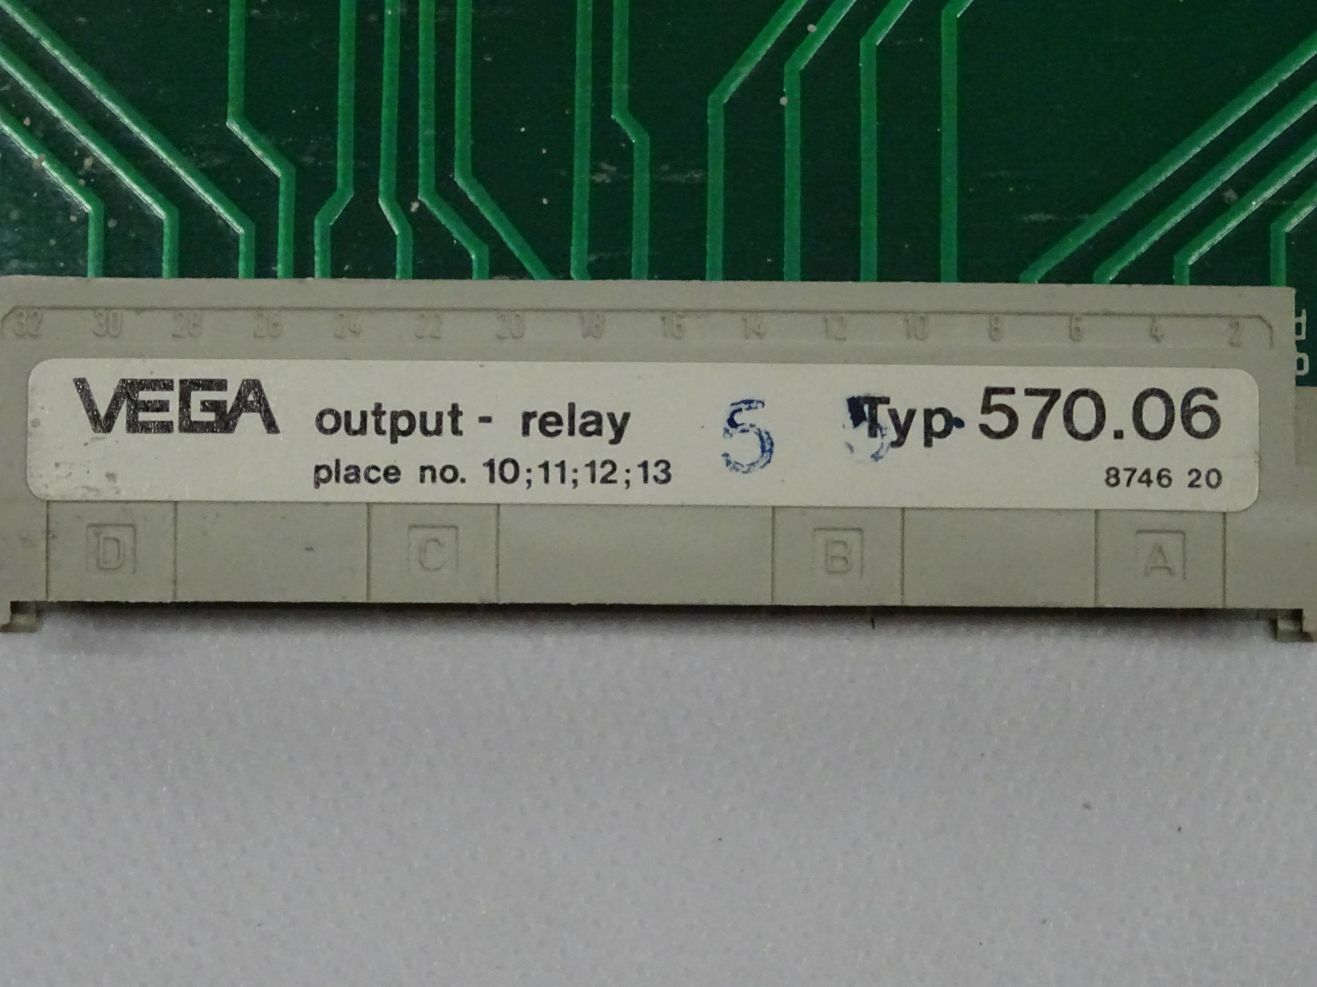 32 30 28 26 24 22 20 18 16 14 12 10 8 6 4 2
VEGA output - relay 5 5 Typ. 570.06
place no. 10;11;12;13 8746 20
D C B A